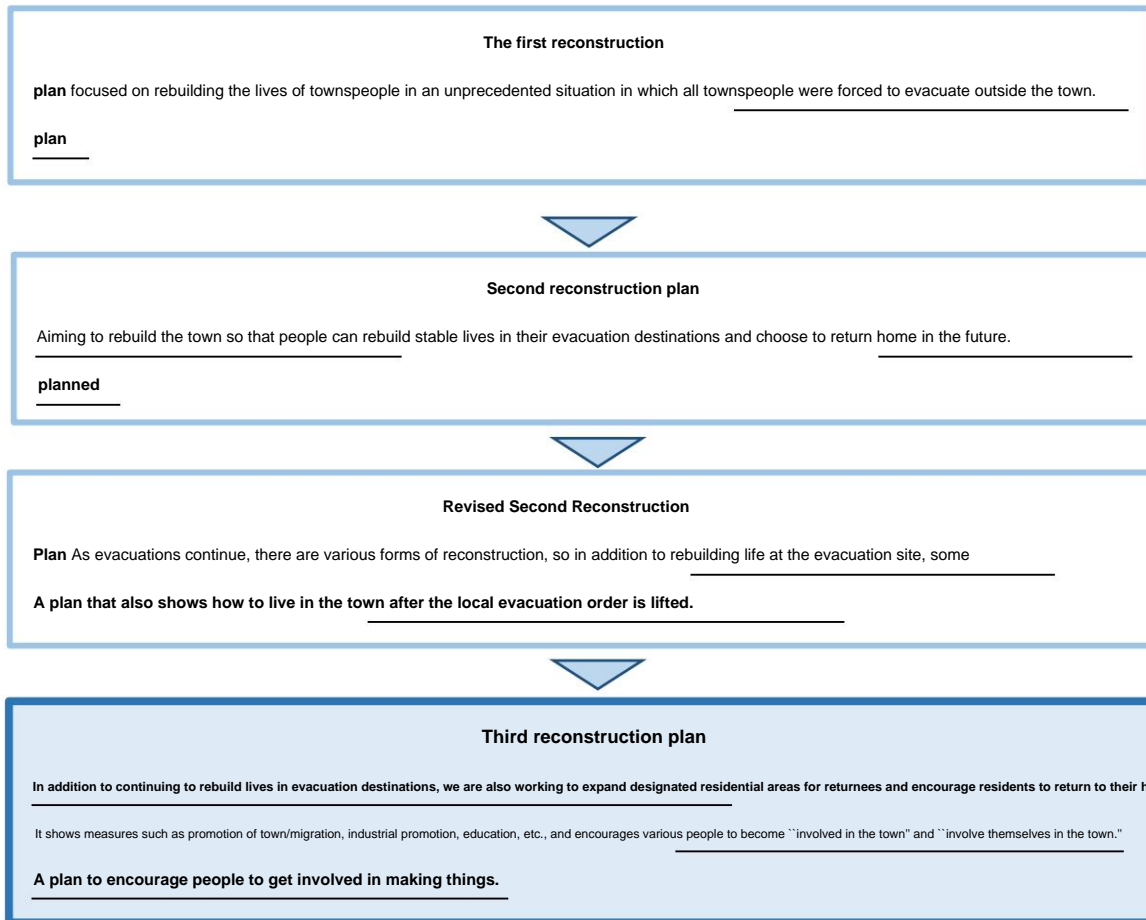 The first reconstruction
plan focused on rebuilding the lives of townspeople in an unprecedented situation in which all townspeople were forced to evacuate outside the town.
plan
Second reconstruction plan
Aiming to rebuild the town so that people can rebuild stable lives in their evacuation destinations and choose to return home in the future.
planned
Revised Second Reconstruction
Plan As evacuations continue, there are various forms of reconstruction, so in addition to rebuilding life at the evacuation site, some
A plan that also shows how to live in the town after the local evacuation order is lifted.
Third reconstruction plan
In addition to continuing to rebuild lives in evacuation destinations, we are also working to expand designated residential areas for returnees and encourage residents to return to their
It shows measures such as promotion of town/migration, industrial promotion, education, etc., and encourages various people to become ``involved in the town" and ``involve themselves in the town."
A plan to encourage people to get involved in making things.